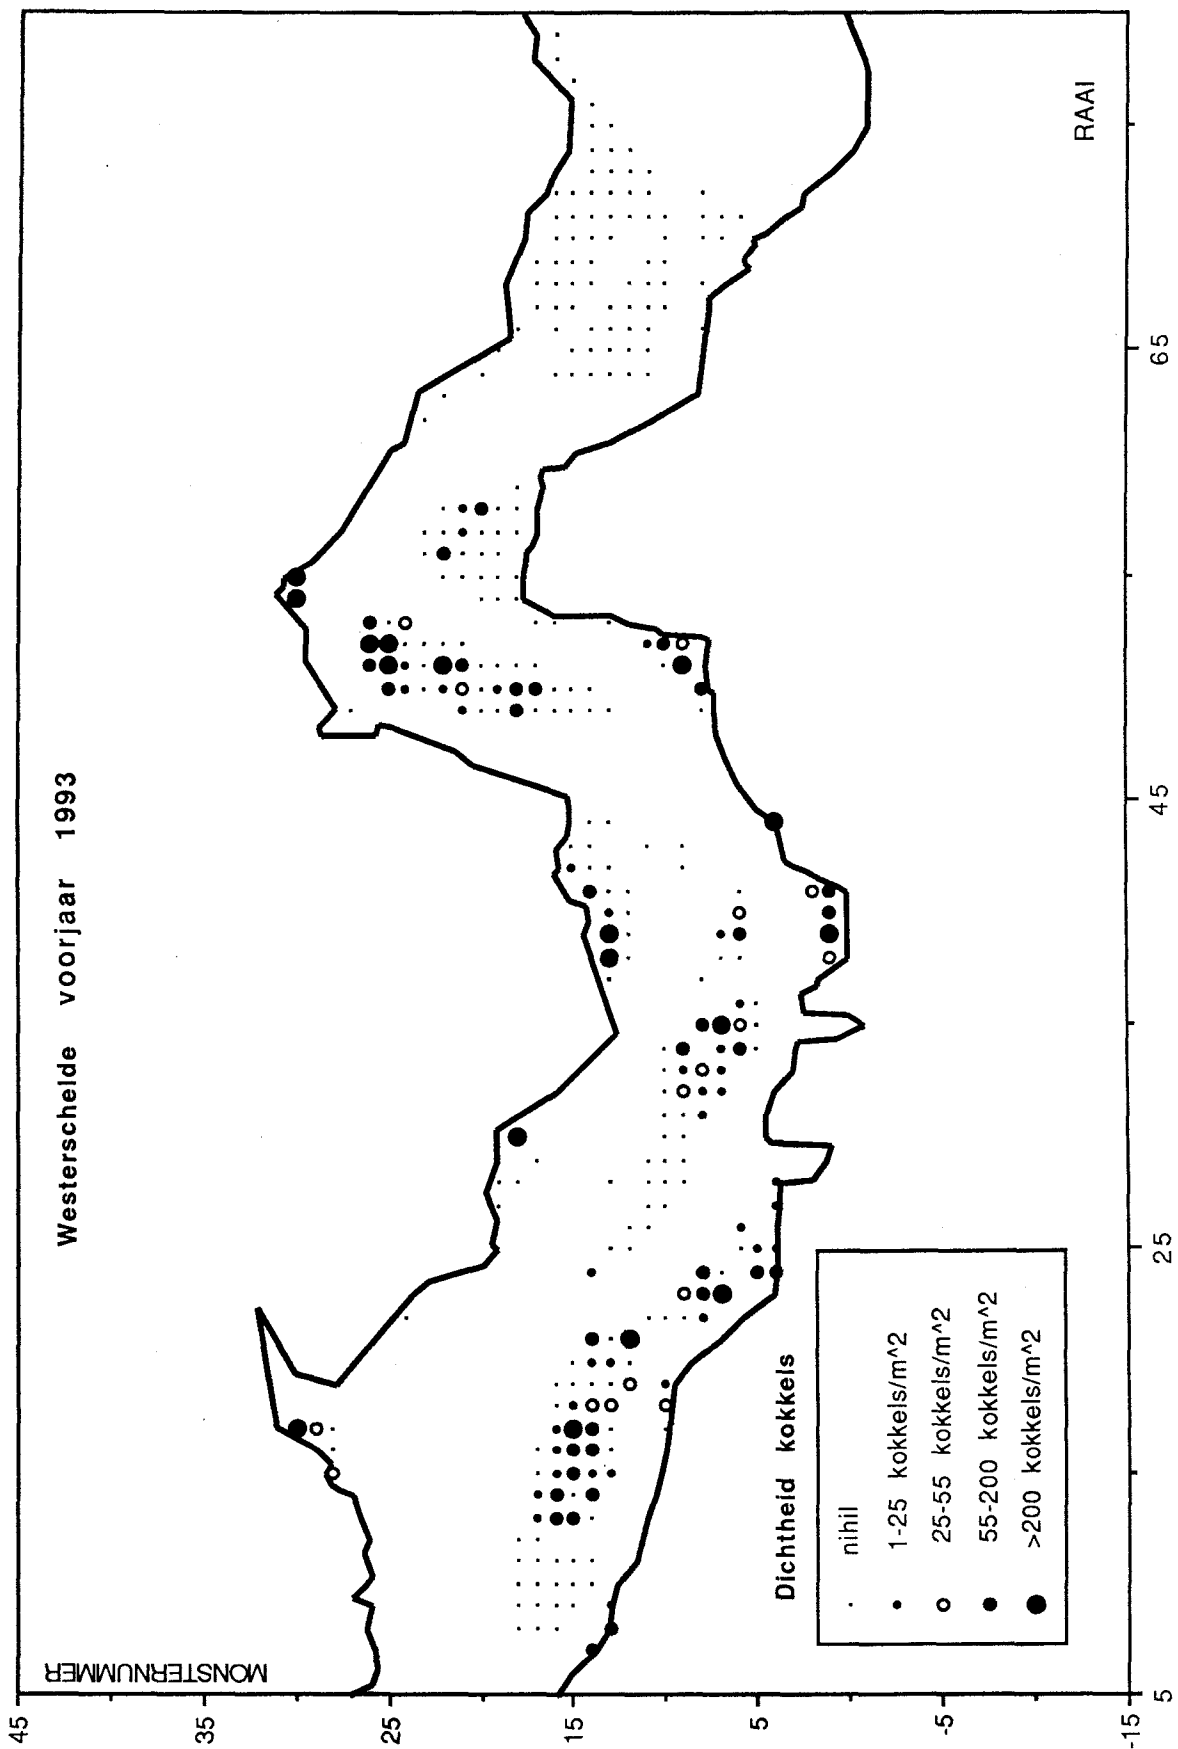 Westerschelde voorjaar 1993
MONSTERNUMMER
45
35
25
15
5
-5
-15
5
25
45
65
RAAI
Dichtheid kokkels
nihil
1-25 kokkels/m^2
25-55 kokkels/m^2
55-200 kokkels/m^2
>200 kokkels/m^2